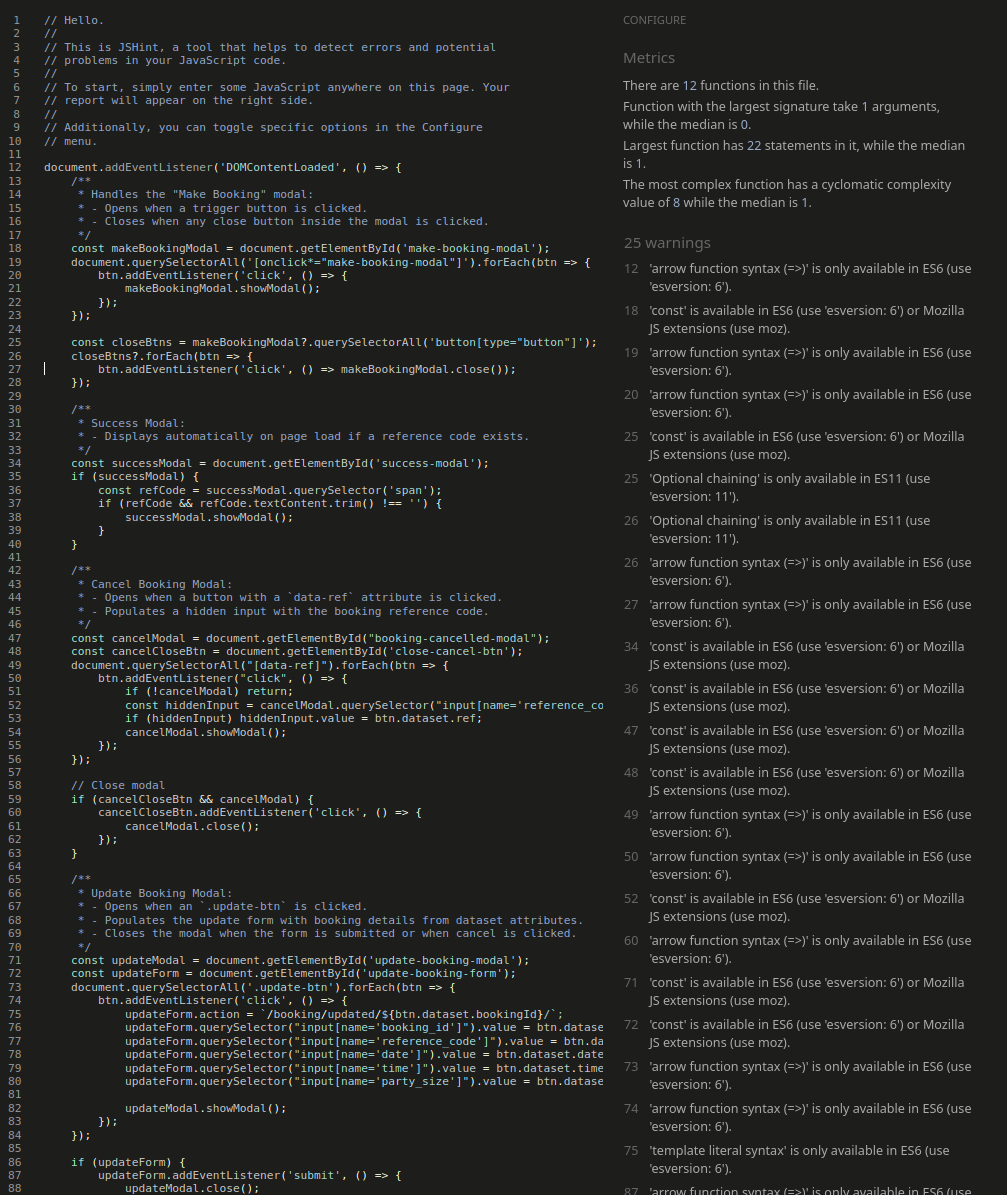 1 // Hello.
2 //
3 // This is JSHint, a tool that helps to detect errors and potential
4 // problems in your JavaScript code.
5 //
6 // To start, simply enter some JavaScript anywhere on this page. Your
7 // report will appear on the right side.
8 //
9 // Additionally, you can toggle specific options in the Configure
10 // menu.
11
12 document.addEventListener('DOMContentLoaded', () => {
13     /**
14      * Handles the "Make Booking" modal:
15      * - Opens when a trigger button is clicked.
16      * - Closes when any close button inside the modal is clicked.
17      */
18     const makeBookingModal = document.getElementById('make-booking-modal');
19     document.querySelectorAll('[onclick*="make-booking-modal"]').forEach(btn => {
20         btn.addEventListener('click', () => {
21             makeBookingModal.showModal();
22         });
23     });
24
25     const closeBtns = makeBookingModal?.querySelectorAll('button[type="button"]');
26     closeBtns?.forEach(btn => {
27         btn.addEventListener('click', () => makeBookingModal.close());
28     });
29
30     /**
31      * Success Modal:
32      * - Displays automatically on page load if a reference code exists.
33      */
34     const successModal = document.getElementById('success-modal');
35     if (successModal) {
36         const refCode = successModal.querySelector('span');
37         if (refCode && refCode.textContent.trim() !== '') {
38             successModal.showModal();
39         }
40     }
41
42     /**
43      * Cancel Booking Modal:
44      * - Opens when a button with a `data-ref` attribute is clicked.
45      * - Populates a hidden input with the booking reference code.
46      */
47     const cancelModal = document.getElementById("booking-cancelled-modal");
48     const cancelCloseBtn = document.getElementById('close-cancel-btn');
49     document.querySelectorAll("[data-ref]").forEach(btn => {
50         btn.addEventListener("click", () => {
51             if (!cancelModal) return;
52             const hiddenInput = cancelModal.querySelector("input[name='reference_co
53             if (hiddenInput) hiddenInput.value = btn.dataset.ref;
54             cancelModal.showModal();
55         });
56     });
57
58     // Close modal
59     if (cancelCloseBtn && cancelModal) {
60         cancelCloseBtn.addEventListener('click', () => {
61             cancelModal.close();
62         });
63     }
64
65     /**
66      * Update Booking Modal:
67      * - Opens when an `.update-btn` is clicked.
68      * - Populates the update form with booking details from dataset attributes.
69      * - Closes the modal when the form is submitted or when cancel is clicked.
70      */
71     const updateModal = document.getElementById('update-booking-modal');
72     const updateForm = document.getElementById('update-booking-form');
73     document.querySelectorAll('.update-btn').forEach(btn => {
74         btn.addEventListener('click', () => {
75             updateForm.action = `/booking/updated/${btn.dataset.bookingId}/`;
76             updateForm.querySelector("input[name='booking_id']").value = btn.datase
77             updateForm.querySelector("input[name='reference_code']").value = btn.da
78             updateForm.querySelector("input[name='date']").value = btn.dataset.date
79             updateForm.querySelector("input[name='time']").value = btn.dataset.time
80             updateForm.querySelector("input[name='party_size']").value = btn.datase
81
82             updateModal.showModal();
83         });
84     });
85
86     if (updateForm) {
87         updateForm.addEventListener('submit', () => {
88             updateModal.close();
CONFIGURE
Metrics
There are 12 functions in this file.
Function with the largest signature take 1 arguments,
while the median is 0.
Largest function has 22 statements in it, while the median
is 1.
The most complex function has a cyclomatic complexity
value of 8 while the median is 1.
25 warnings
12 'arrow function syntax (=>)' is only available in ES6 (use
'esversion: 6').
18 'const' is available in ES6 (use 'esversion: 6') or Mozilla
JS extensions (use moz).
19 'arrow function syntax (=>)' is only available in ES6 (use
'esversion: 6').
20 'arrow function syntax (=>)' is only available in ES6 (use
'esversion: 6').
25 'const' is available in ES6 (use 'esversion: 6') or Mozilla
JS extensions (use moz).
25 'Optional chaining' is only available in ES11 (use
'esversion: 11').
26 'Optional chaining' is only available in ES11 (use
'esversion: 11').
26 'arrow function syntax (=>)' is only available in ES6 (use
'esversion: 6').
27 'arrow function syntax (=>)' is only available in ES6 (use
'esversion: 6').
34 'const' is available in ES6 (use 'esversion: 6') or Mozilla
JS extensions (use moz).
36 'const' is available in ES6 (use 'esversion: 6') or Mozilla
JS extensions (use moz).
47 'const' is available in ES6 (use 'esversion: 6') or Mozilla
JS extensions (use moz).
48 'const' is available in ES6 (use 'esversion: 6') or Mozilla
JS extensions (use moz).
49 'arrow function syntax (=>)' is only available in ES6 (use
'esversion: 6').
50 'arrow function syntax (=>)' is only available in ES6 (use
'esversion: 6').
52 'const' is available in ES6 (use 'esversion: 6') or Mozilla
JS extensions (use moz).
60 'arrow function syntax (=>)' is only available in ES6 (use
'esversion: 6').
71 'const' is available in ES6 (use 'esversion: 6') or Mozilla
JS extensions (use moz).
72 'const' is available in ES6 (use 'esversion: 6') or Mozilla
JS extensions (use moz).
73 'arrow function syntax (=>)' is only available in ES6 (use
'esversion: 6').
74 'arrow function syntax (=>)' is only available in ES6 (use
'esversion: 6').
75 'template literal syntax' is only available in ES6 (use
'esversion: 6').
87 'arrow function syntax (=>)' is only available in ES6 (use